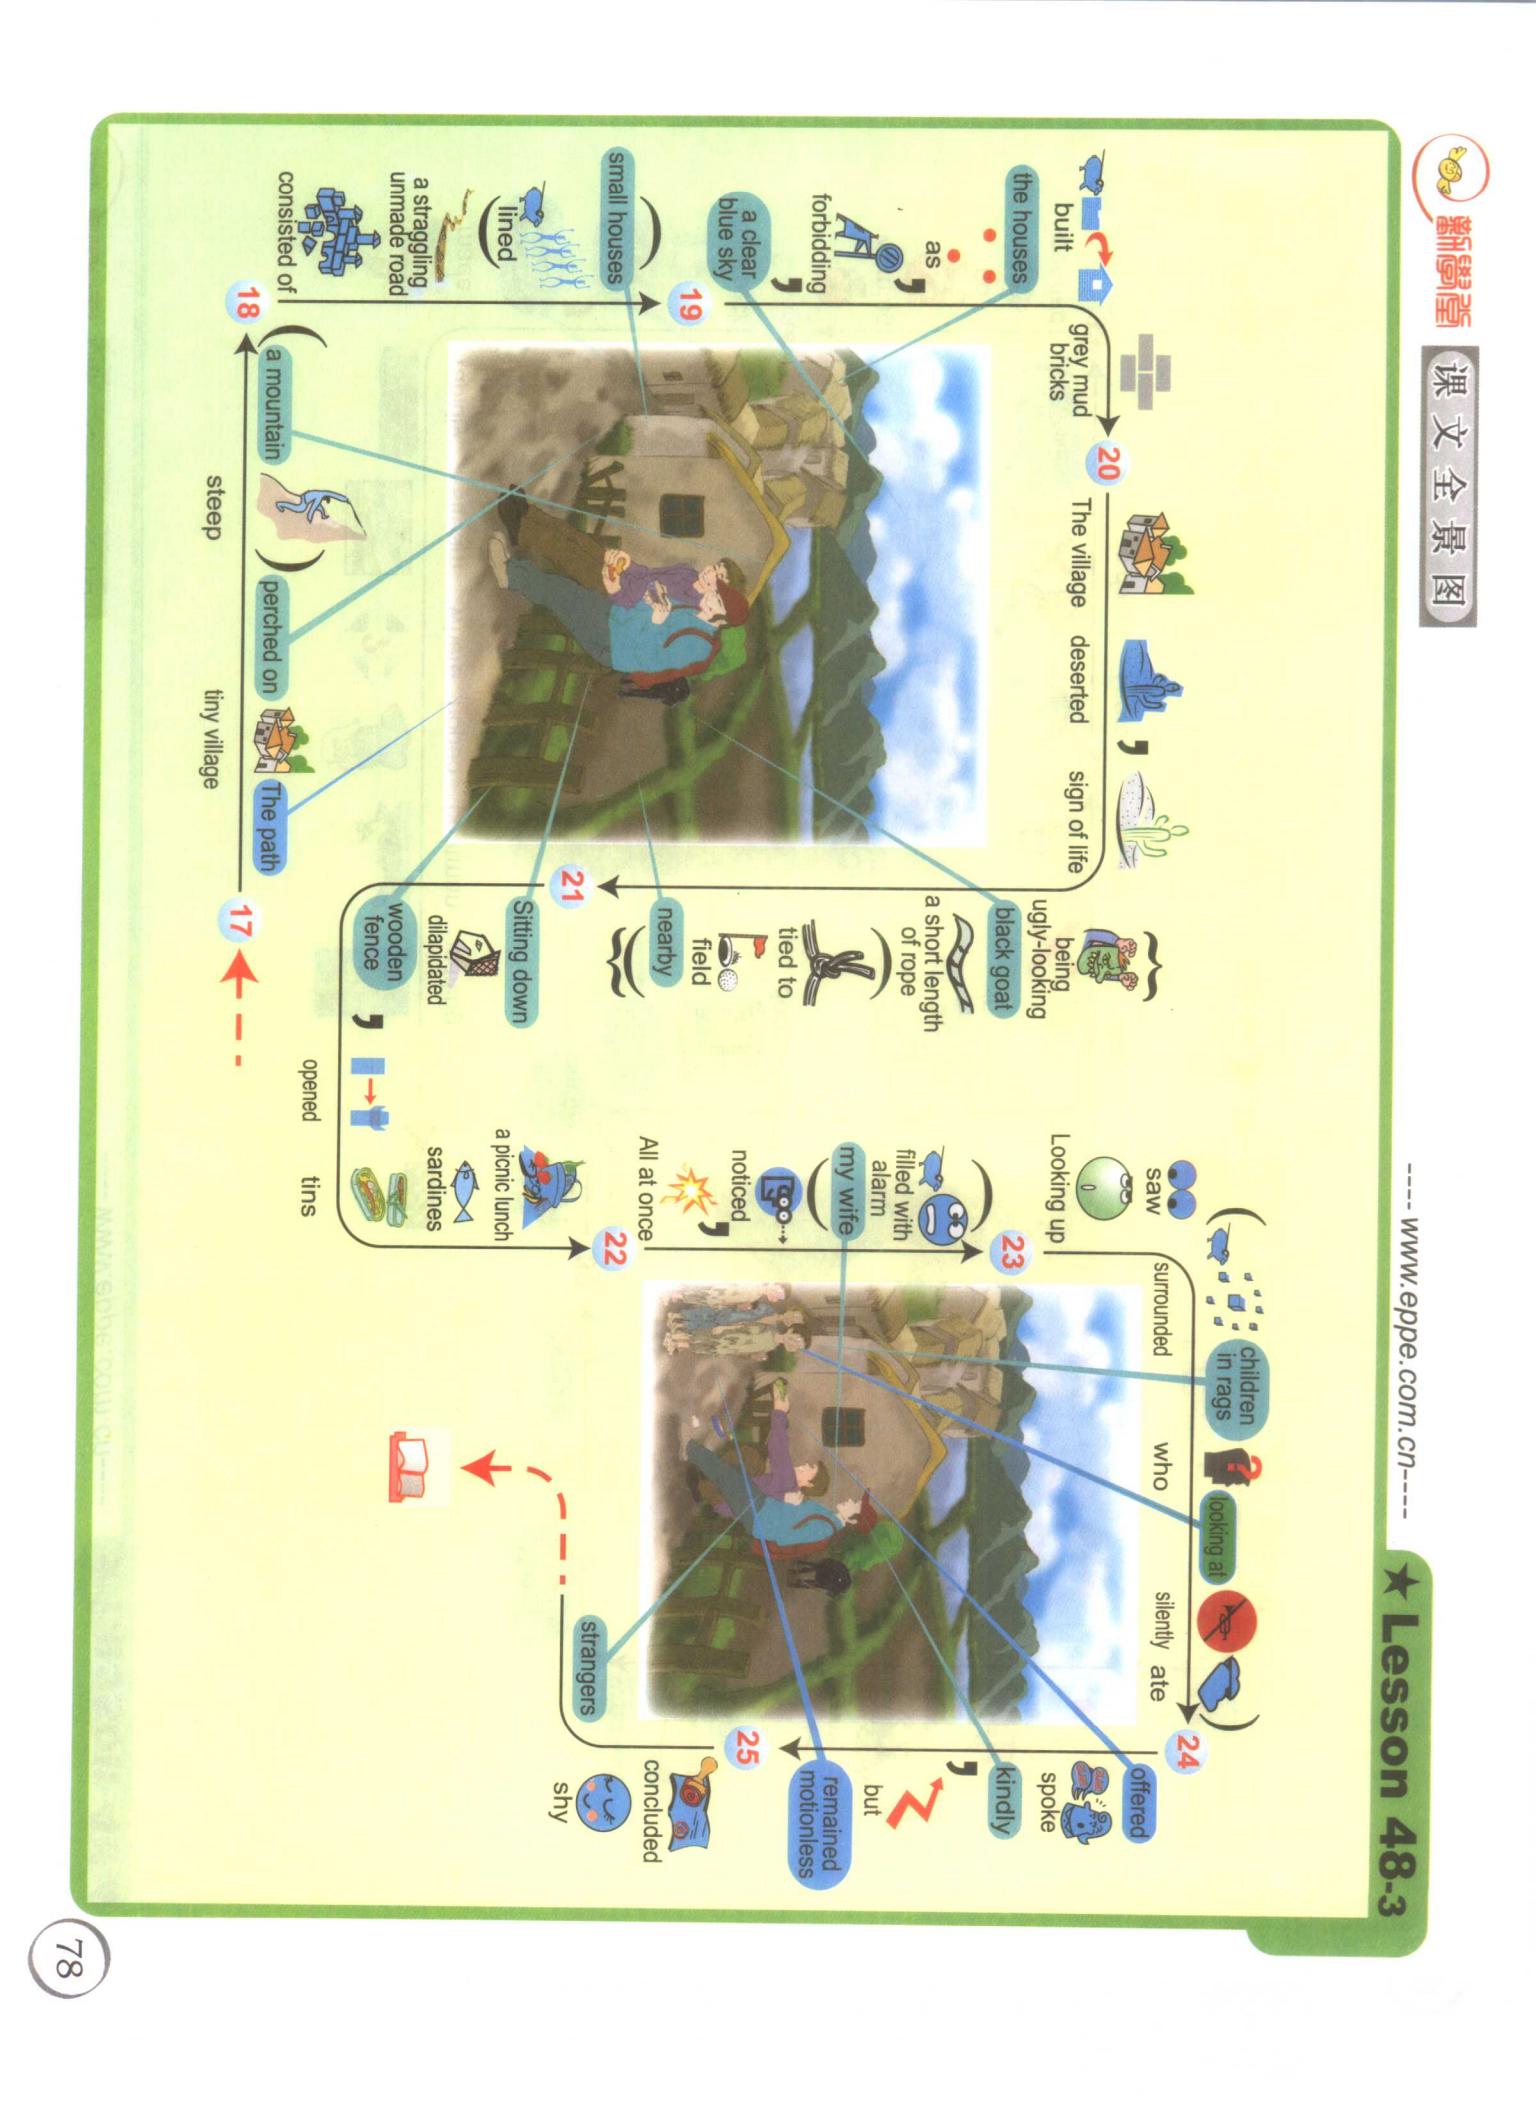 新學堂
课文全景图
---- www.eppe.com.cn----
★ Lesson 48-3
17
The path
tiny village
perched on
steep
(a mountain)
18
consisted of
a straggling
unmade road
(lined)
small houses
19
a clear
blue sky,
forbidding,
as
the houses
built
grey mud
bricks
20
The village
deserted,
sign of life
{being
ugly-looking
black goat
a short length
of rope
(tied to
field
nearby)}
21
Sitting down
dilapidated
wooden
fence,
opened
tins
sardines
a picnic lunch
22
All at once,
noticed
(my wife
filled with
alarm)
23
Looking up
saw
(surrounded
children
in rags
who
looking at
silently
ate)
24
offered
spoke
kindly,
but
remained
motionless
25
concluded
shy
strangers
78